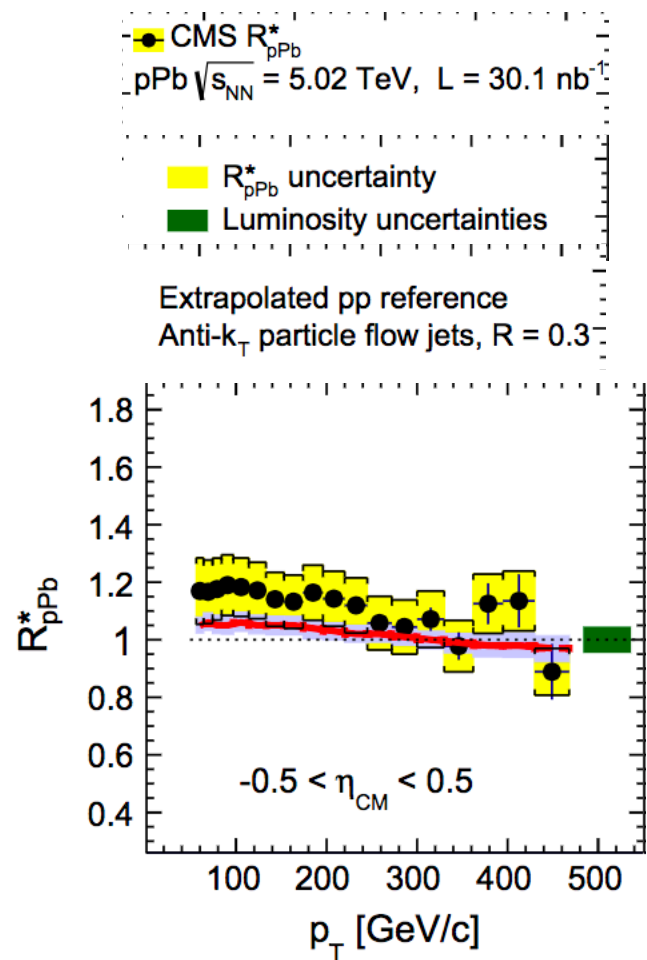 CMS R*pPb
pPb √sNN = 5.02 TeV, L = 30.1 nb-1
R*pPb uncertainty
Luminosity uncertainties
Extrapolated pp reference
Anti-kT particle flow jets, R = 0.3
1.8
1.6
1.4
1.2
1
0.8
0.6
0.4
R*pPb
-0.5 < ηCM < 0.5
100 200 300 400 500
pT [GeV/c]